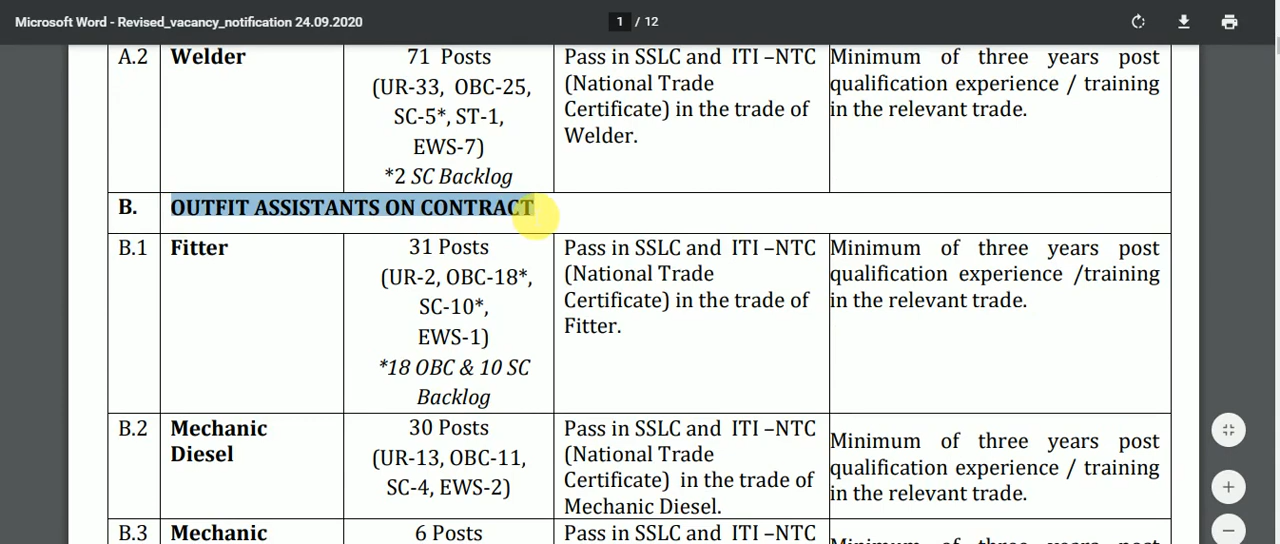 Microsoft Word - Revised_vacancy_notification 24.09.2020
1 / 12
A.2
Welder
71 Posts
(UR-33, OBC-25,
SC-5*, ST-1,
EWS-7)
*2 SC Backlog
Pass in SSLC and ITI –NTC
(National Trade
Certificate) in the trade of
Welder.
Minimum of three years post
qualification experience / training
in the relevant trade.
B.
OUTFIT ASSISTANTS ON CONTRACT
B.1
Fitter
31 Posts
(UR-2, OBC-18*,
SC-10*,
EWS-1)
*18 OBC & 10 SC
Backlog
Pass in SSLC and ITI –NTC
(National Trade
Certificate) in the trade of
Fitter.
Minimum of three years post
qualification experience /training
in the relevant trade.
B.2
Mechanic
Diesel
30 Posts
(UR-13, OBC-11,
SC-4, EWS-2)
Pass in SSLC and ITI –NTC
(National Trade
Certificate) in the trade of
Mechanic Diesel.
Minimum of three years post
qualification experience / training
in the relevant trade.
B.3
Mechanic
6 Posts
Pass in SSLC and ITI –NTC
Minimum of three years post